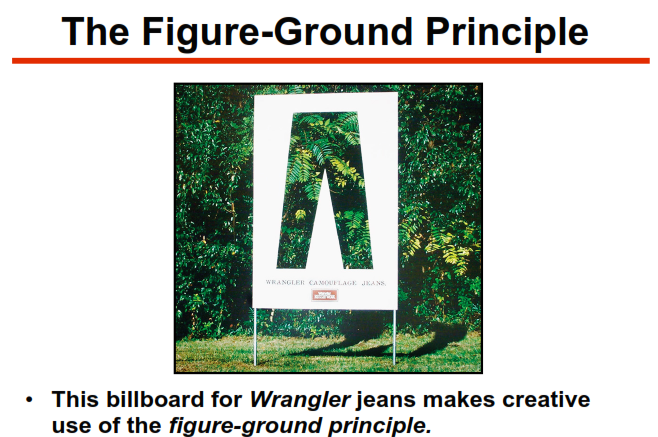 The Figure-Ground Principle
WRANGLER CAMOUFLAGE JEANS.
• This billboard for Wrangler jeans makes creative
use of the figure-ground principle.